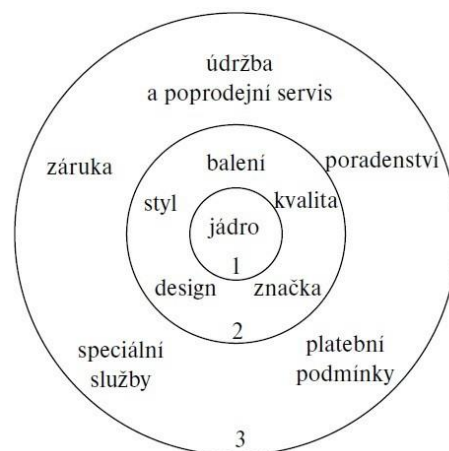 údržba
a poprodejní servis
záruka
poradenství
balení
styl
kvalita
jádro
1
design
značka
2
speciální
služby
platební
podmínky
3